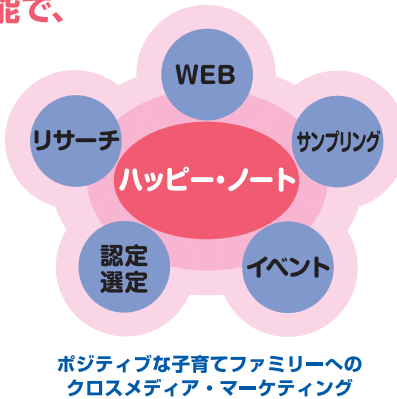 能で、
WEB
リサーチ
サンプリング
ハッピー・ノート
認定
選定
イベント
ポジティブな子育てファミリーへの
クロスメディア・マーケティング